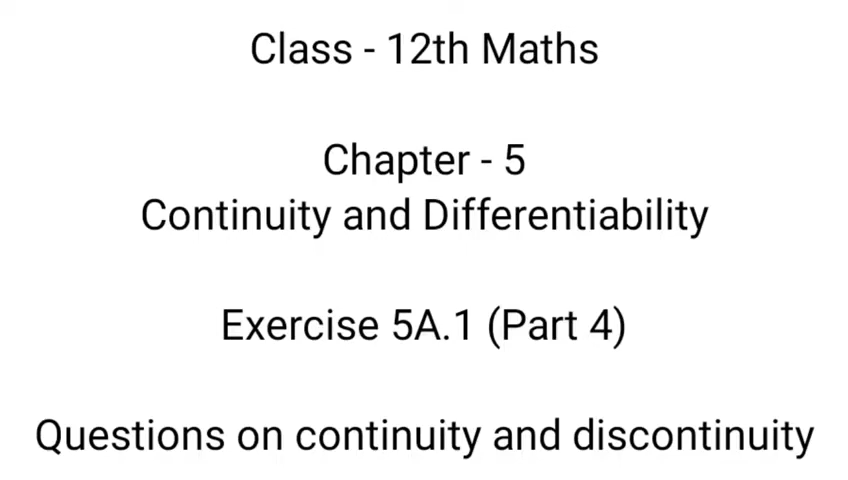 Class - 12th Maths
Chapter - 5
Continuity and Differentiability
Exercise 5A.1 (Part 4)
Questions on continuity and discontinuity